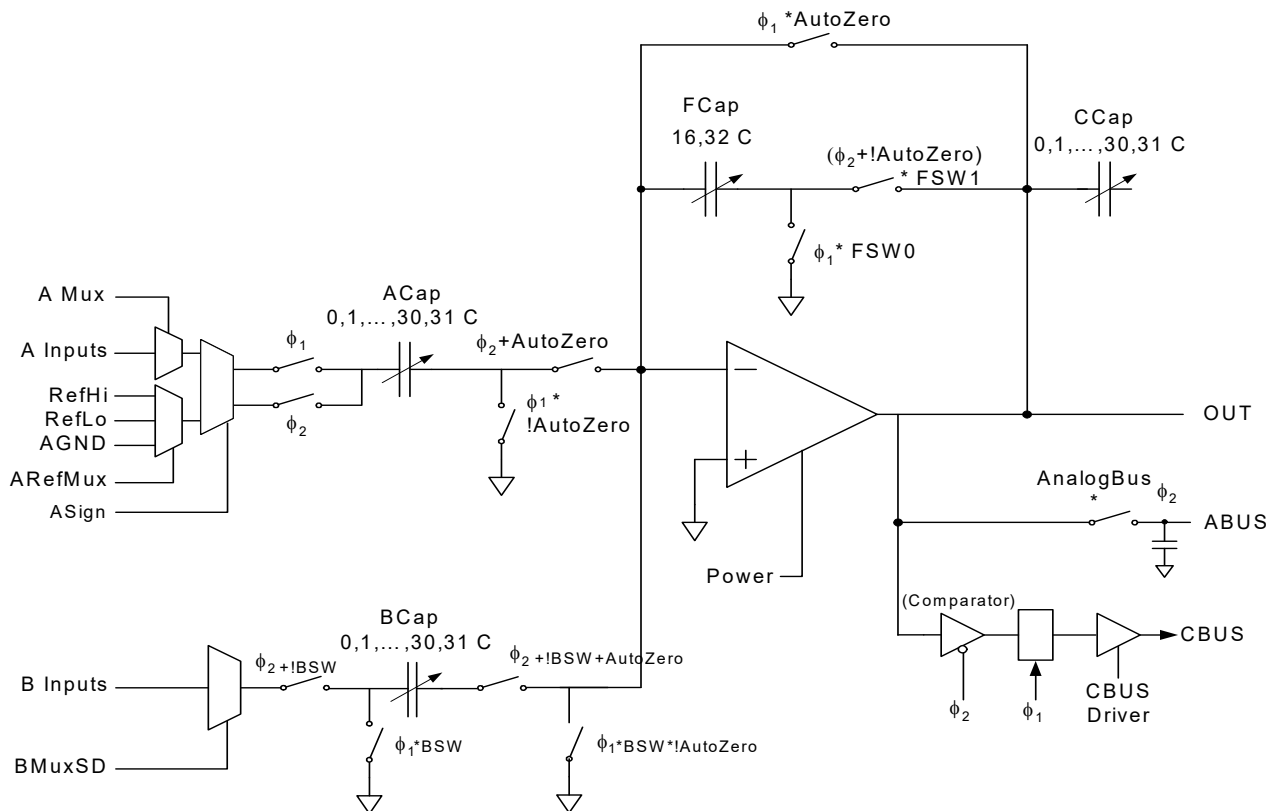 ϕ1 *AutoZero
FCap
16,32 C
CCap
0,1,...,30,31 C
(ϕ2+!AutoZero)
* FSW1
ϕ1* FSW0
A Mux
ACap
0,1,...,30,31 C
ϕ1
ϕ2+AutoZero
A Inputs
RefHi
RefLo
AGND
ϕ2
ϕ1*
!AutoZero
ARefMux
ASign
−
+
OUT
AnalogBus
*
ϕ2
ABUS
Power
(Comparator)
CBUS
ϕ2
ϕ1
CBUS
Driver
BCap
0,1,...,30,31 C
ϕ2+!BSW
ϕ2+!BSW+AutoZero
B Inputs
ϕ1*BSW
ϕ1*BSW*!AutoZero
BMuxSD